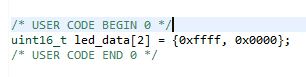 /* USER CODE BEGIN 0 */
uint16_t led_data[2] = {0xffff, 0x0000};
/* USER CODE END 0 */